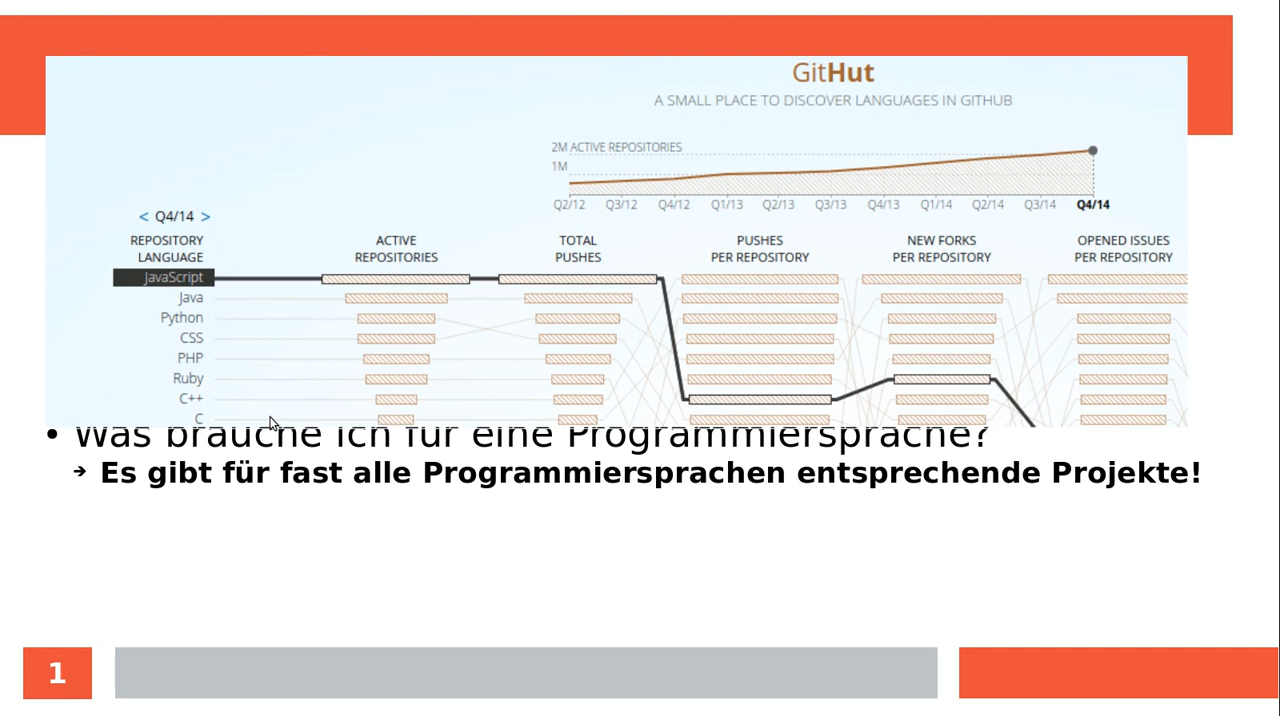 GitHut
A SMALL PLACE TO DISCOVER LANGUAGES IN GITHUB
2M ACTIVE REPOSITORIES
1M
Q2/12 Q3/12 Q4/12 Q1/13 Q2/13 Q3/13 Q4/13 Q1/14 Q2/14 Q3/14 Q4/14
< Q4/14 >
REPOSITORY LANGUAGE
ACTIVE REPOSITORIES
TOTAL PUSHES
PUSHES PER REPOSITORY
NEW FORKS PER REPOSITORY
OPENED ISSUES PER REPOSITORY
JavaScript
Java
Python
CSS
PHP
Ruby
C++
C
• Was brauche ich für eine Programmiersprache?
➔ Es gibt für fast alle Programmiersprachen entsprechende Projekte!
1